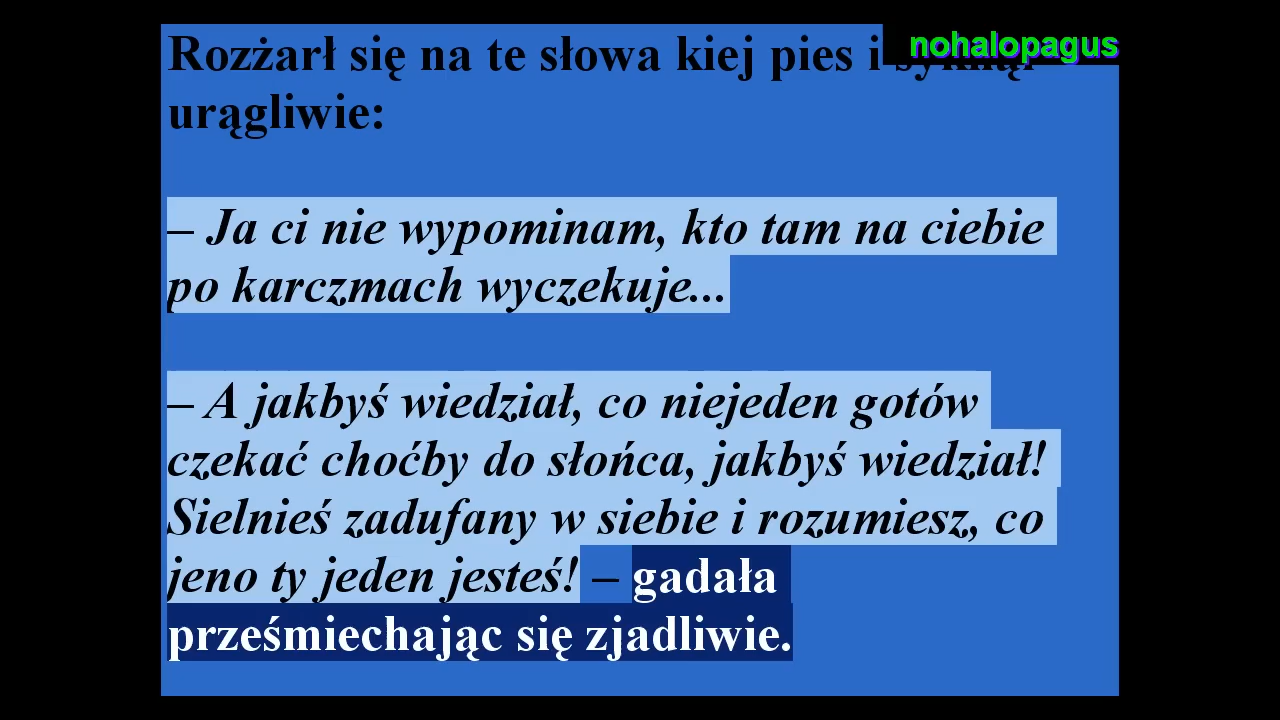 Rozżarł się na te słowa kiej pies i
nohalopagus
urągliwie:
– Ja ci nie wypominam, kto tam na ciebie
po karczmach wyczekuje...
– A jakbyś wiedział, co niejeden gotów
czekać choćby do słońca, jakbyś wiedział!
Sielnieś zadufany w siebie i rozumiesz, co
jeno ty jeden jesteś! – gadała
prześmiechając się zjadliwie.